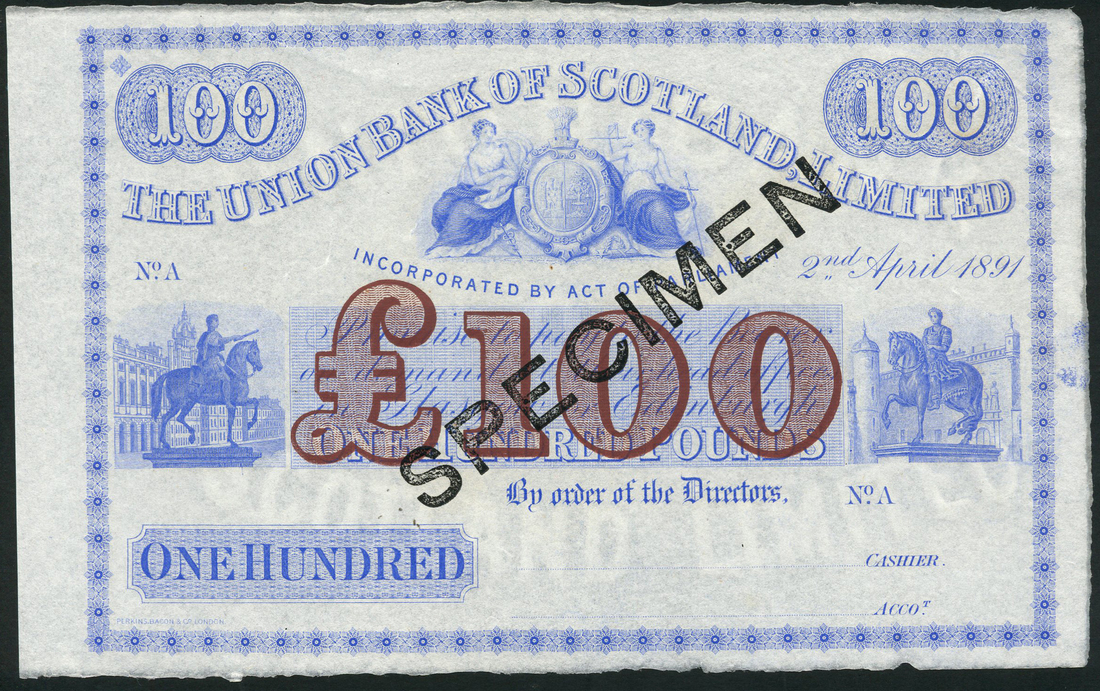 100 100
THE UNION BANK OF SCOTLAND, LIMITED
INCORPORATED BY ACT OF PARLIAMENT
Nº. A
2nd April 1891
£100
SPECIMEN
ONE HUNDRED POUNDS
By order of the Directors,
Nº. A
ONE HUNDRED
CASHIER.
ACCOT.
PERKINS, BACON & Cº. LONDON.